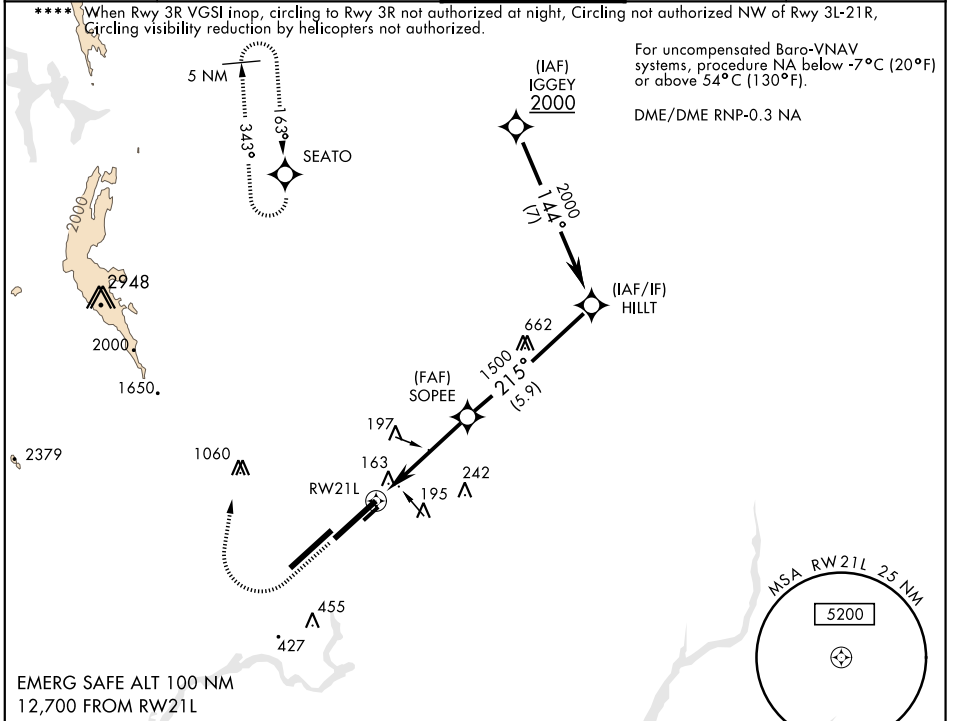 **** When Rwy 3R VGSI inop, circling to Rwy 3R not authorized at night, Circling not authorized NW of Rwy 3L-21R,
Circling visibility reduction by helicopters not authorized.
For uncompensated Baro-VNAV
systems, procedure NA below -7°C (20°F)
or above 54°C (130°F).
DME/DME RNP-0.3 NA
5 NM
343°
163°
SEATO
(IAF)
IGGEY
2000
2000
144°
(7)
(IAF/IF)
HILLT
2000
2948
2000
1650
2379
662
1500
215°
(5.9)
(FAF)
SOPEE
197
163
1060
RW21L
195
242
455
427
MSA RW21L 25 NM
5200
EMERG SAFE ALT 100 NM
12,700 FROM RW21L